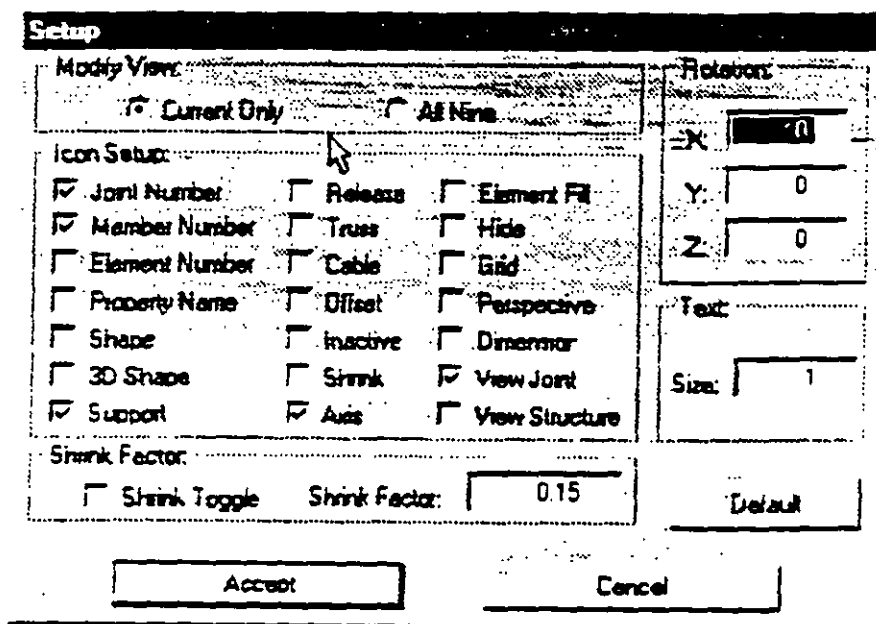 Setup
Modify View:
Current Only All Nine
Rotation:
X: 0
Y: 0
Z: 0
Icon Setup:
Joint Number Release Element Fill
Member Number Truss Hide
Element Number Cable Grid
Property Name Offset Perspective
Shape Inactive Dimension
3D Shape Shrink View Joint
Support Axis View Structure
Text:
Size: 1
Shrink Factor:
Shrink Toggle Shrink Factor: 0.15
Default
Accept Cancel